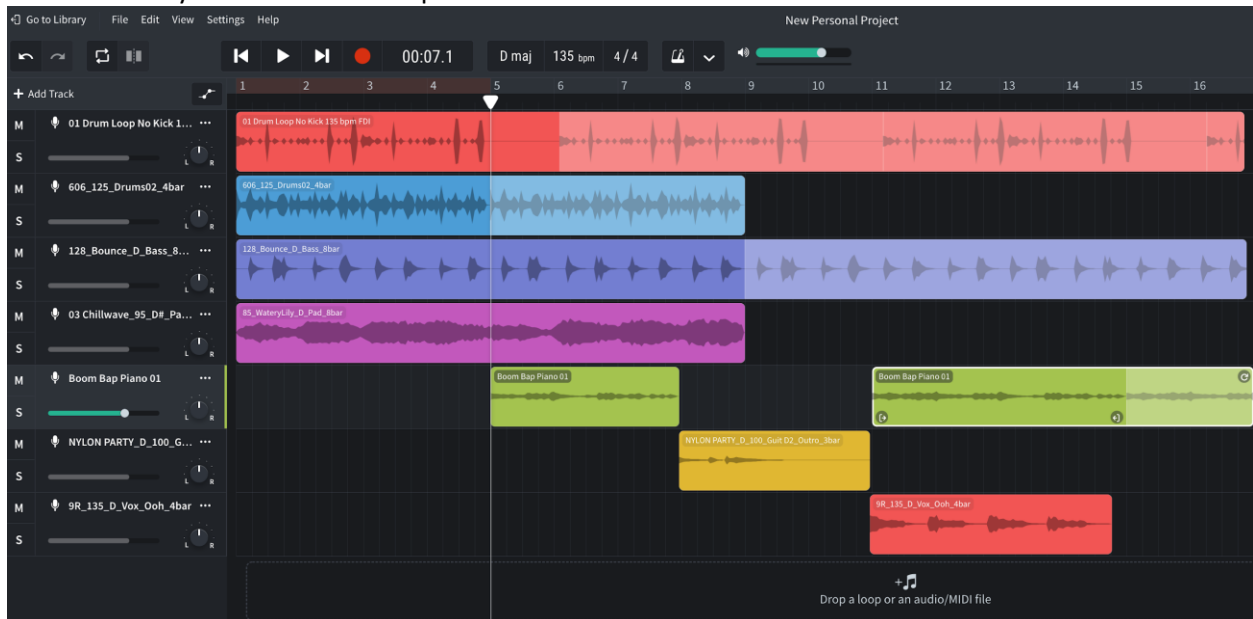 Go to Library File Edit View Settings Help New Personal Project
00:07.1 D maj 135 bpm 4 / 4
+ Add Track 1 2 3 4 5 6 7 8 9 10 11 12 13 14 15 16
M 01 Drum Loop No Kick 1... ···
01 Drum Loop No Kick 135 bpm FDI
S L R
M 606_125_Drums02_4bar ···
606_125_Drums02_4bar
S L R
M 128_Bounce_D_Bass_8... ···
128_Bounce_D_Bass_8bar
S L R
M 03 Chillwave_95_D#_Pa... ···
85_WateryLily_D_Pad_8bar
S L R
M Boom Bap Piano 01 ···
Boom Bap Piano 01 Boom Bap Piano 01
S L R
M NYLON PARTY_D_100_G... ···
NYLON PARTY_D_100_Guit D2_Outro_3bar
S L R
M 9R_135_D_Vox_Ooh_4bar ···
9R_135_D_Vox_Ooh_4bar
S L R
Drop a loop or an audio/MIDI file